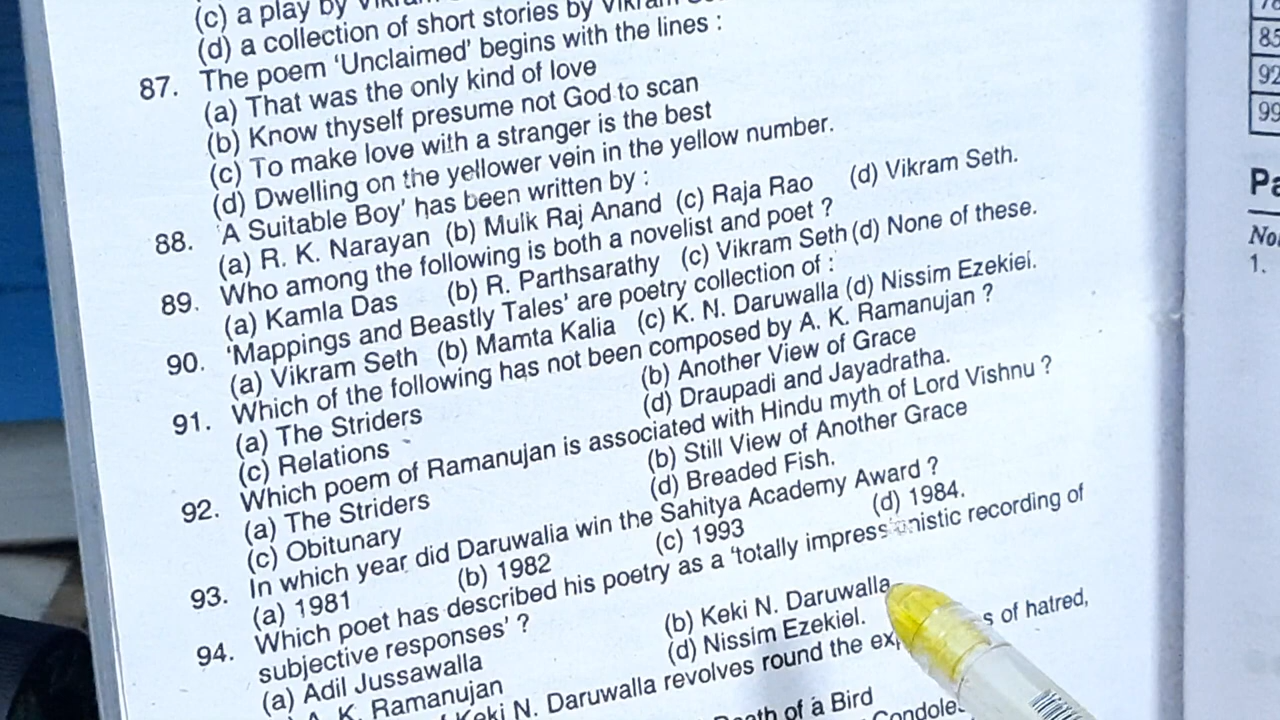 (c) a play by
(d) a collection of short stories by Vikram
87. The poem ‘Unclaimed’ begins with the lines :
(a) That was the only kind of love
(b) Know thyself presume not God to scan
(c) To make love with a stranger is the best
(d) Dwelling on the yellower vein in the yellow number.
88. ‘A Suitable Boy’ has been written by :
(a) R. K. Narayan (b) Mulk Raj Anand (c) Raja Rao (d) Vikram Seth.
89. Who among the following is both a novelist and poet ?
(a) Kamla Das (b) R. Parthsarathy (c) Vikram Seth (d) None of these.
90. ‘Mappings and Beastly Tales’ are poetry collection of :
(a) Vikram Seth (b) Mamta Kalia (c) K. N. Daruwalla (d) Nissim Ezekiel.
91. Which of the following has not been composed by A. K. Ramanujan ?
(a) The Striders (b) Another View of Grace
(c) Relations (d) Draupadi and Jayadratha.
92. Which poem of Ramanujan is associated with Hindu myth of Lord Vishnu ?
(a) The Striders (b) Still View of Another Grace
(c) Obitunary (d) Breaded Fish.
93. In which year did Daruwalia win the Sahitya Academy Award ?
(a) 1981 (b) 1982 (c) 1993 (d) 1984.
94. Which poet has described his poetry as a ‘totally impressionistic recording of
subjective responses’ ?
(a) Adil Jussawalla (b) Keki N. Daruwalla
A. K. Ramanujan (d) Nissim Ezekiel.
Keki N. Daruwalla revolves round the of hatred,
of a Bird
85
92
99
1.